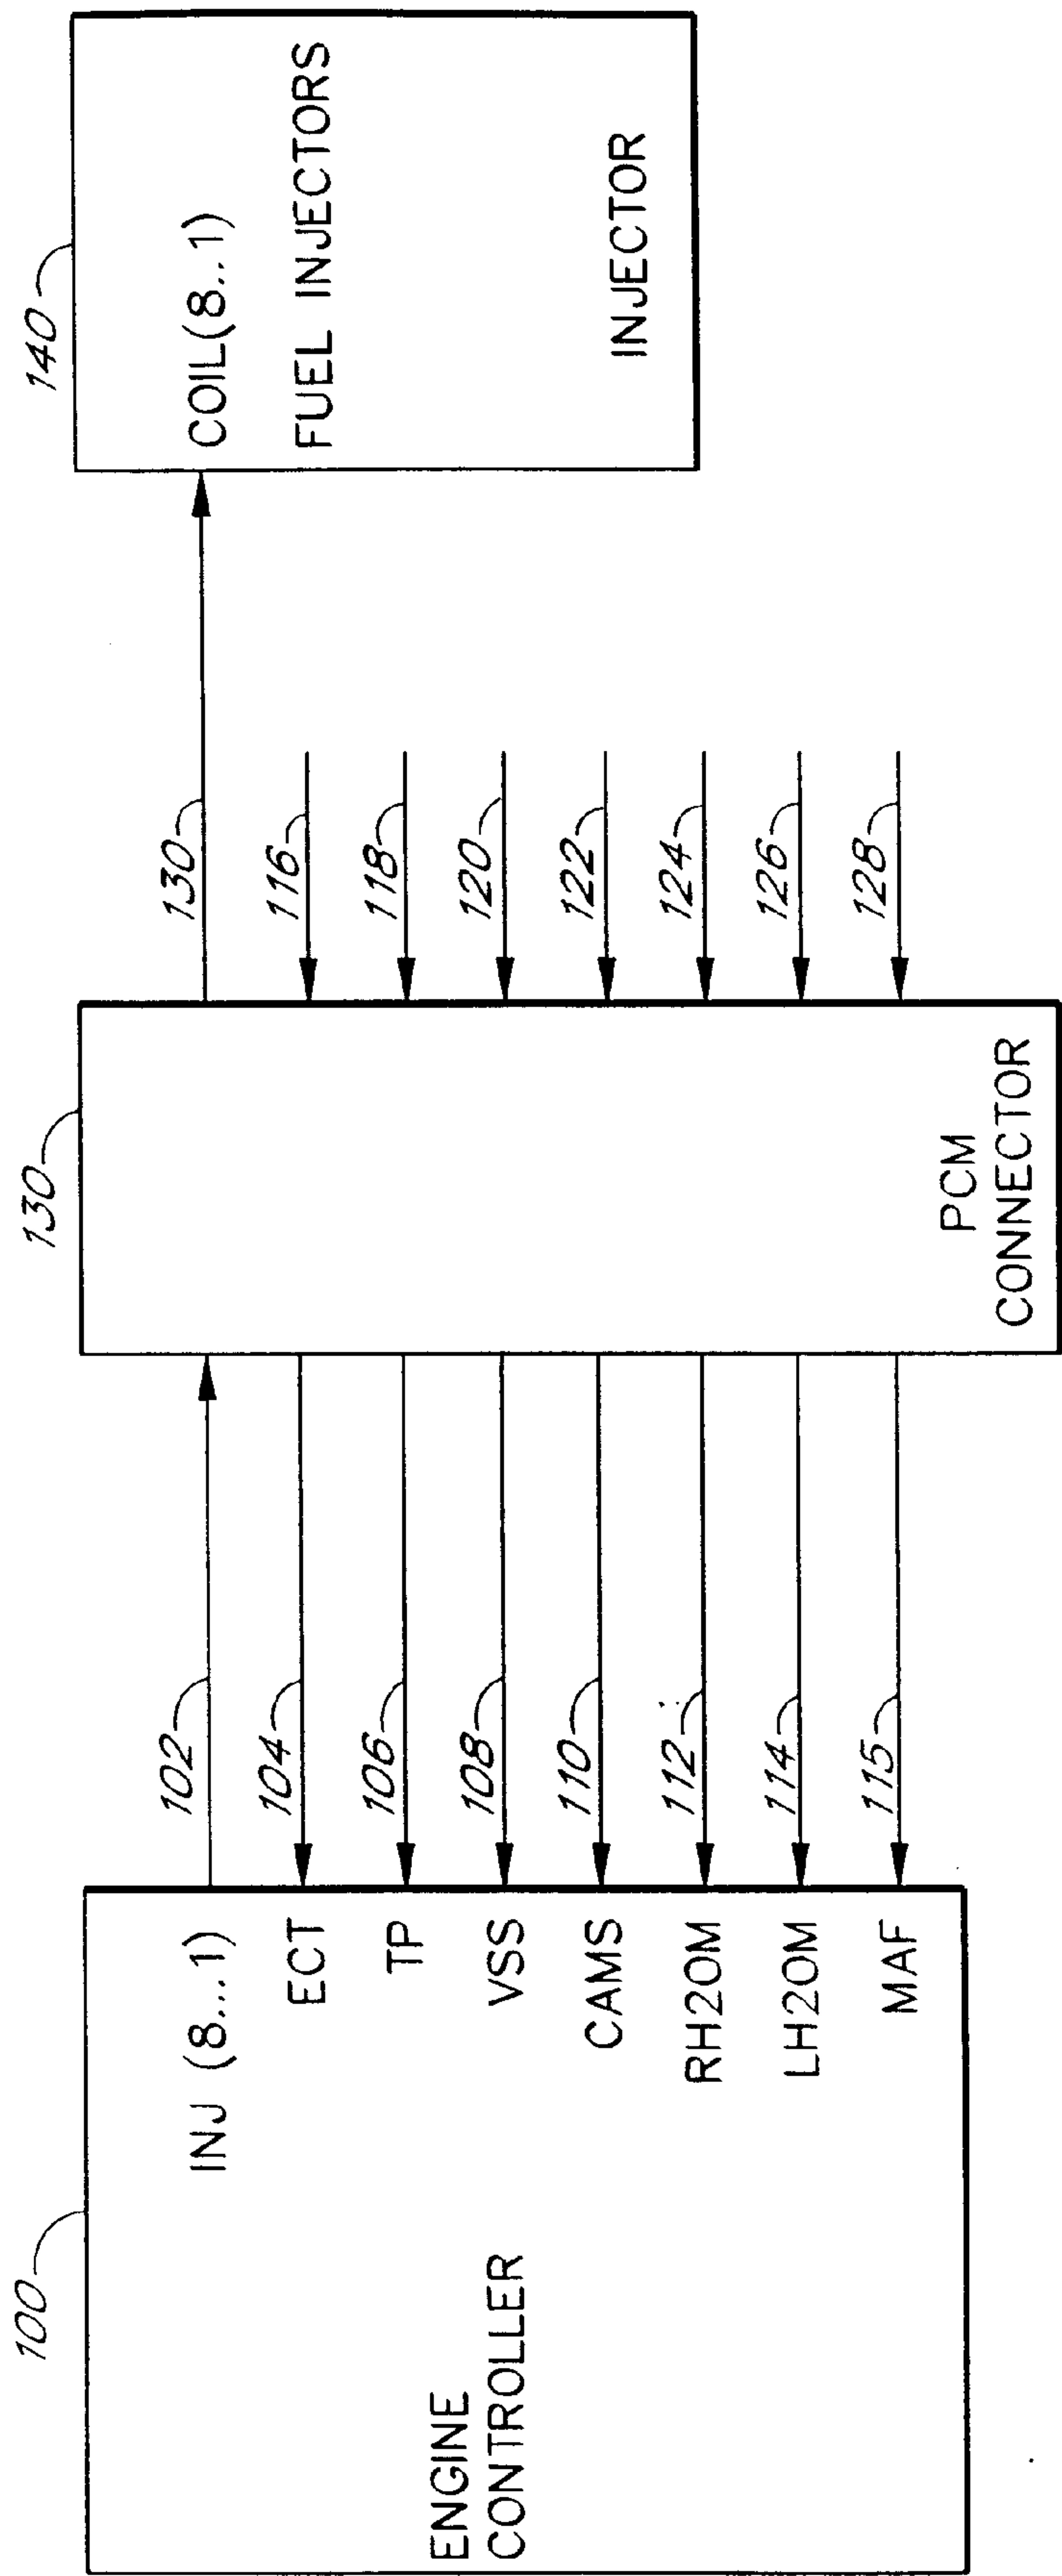 100
ENGINE
CONTROLLER
INJ (8...1)
ECT
TP
VSS
CAMS
RH2OM
LH2OM
MAF
102
104
106
108
110
112
114
115
130
PCM
CONNECTOR
130
116
118
120
122
124
126
128
140
COIL(8...1)
FUEL INJECTORS
INJECTOR